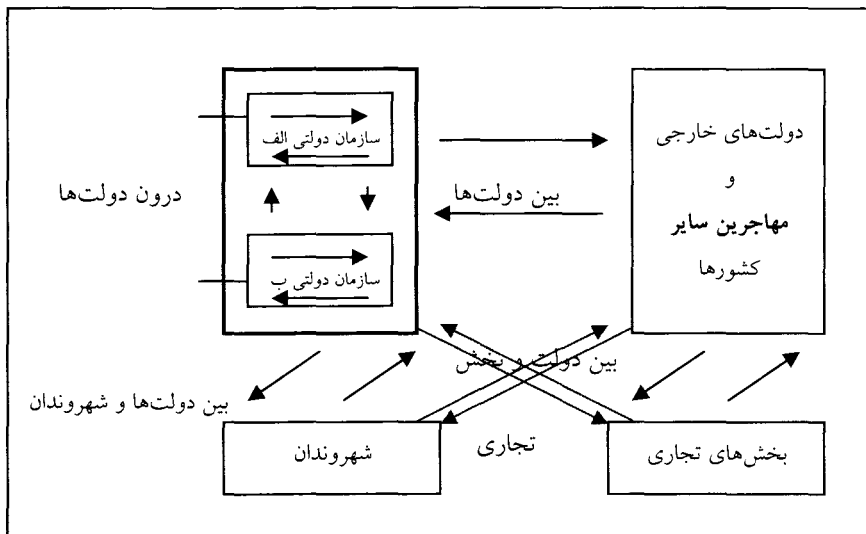 دولت‌های خارجی
و
مهاجرین سایر
کشورها
سازمان دولتی الف
بین دولت‌ها
درون دولت‌ها
سازمان دولتی ب
بین دولت و بخش
تجاری
بین دولت‌ها و شهروندان
بخش‌های تجاری
شهروندان